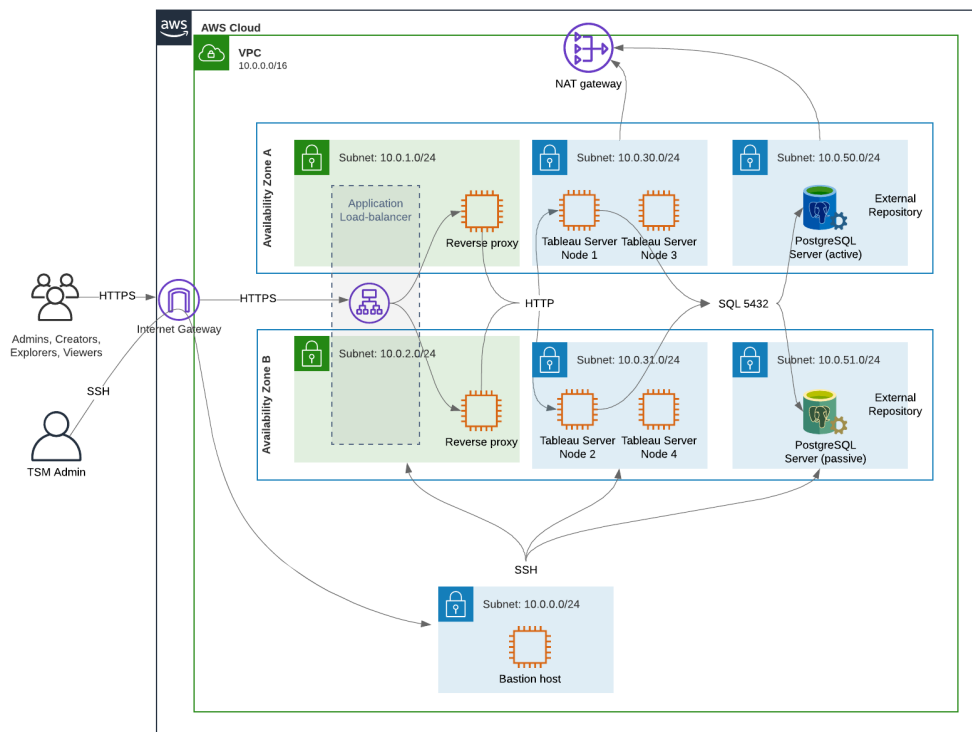 aws
AWS Cloud
VPC
10.0.0.0/16
NAT gateway
Availability Zone A
Subnet: 10.0.1.0/24
Application
Load-balancer
Reverse proxy
Subnet: 10.0.30.0/24
Tableau Server
Node 1
Tableau Server
Node 3
Subnet: 10.0.50.0/24
External
Repository
PostgreSQL
Server (active)
HTTPS
HTTPS
HTTP
SQL 5432
Internet Gateway
Admins, Creators,
Explorers, Viewers
SSH
TSM Admin
Availability Zone B
Subnet: 10.0.2.0/24
Reverse proxy
Subnet: 10.0.31.0/24
Tableau Server
Node 2
Tableau Server
Node 4
Subnet: 10.0.51.0/24
External
Repository
PostgreSQL
Server (passive)
SSH
Subnet: 10.0.0.0/24
Bastion host